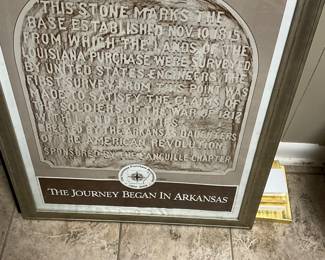 THIS STONE MARKS THE
BASE ESTABLISHED NOV 10, 1815
FROM WHICH THE LANDS OF THE
LOUISIANA PURCHASE WERE SURVEYED
BY UNITED STATES ENGINEERS. THE
FIRST SURVEY FROM THIS POINT WAS
MADE TO SATISFY THE CLAIMS OF
THE SOLDIERS OF THE WAR OF 1812
WITH LAND BOUNTIES.
ERECTED BY THE ARKANSAS DAUGHTERS
OF THE AMERICAN REVOLUTION
SPONSORED BY THE L'ANGUILLE CHAPTER
THE JOURNEY BEGAN IN ARKANSAS